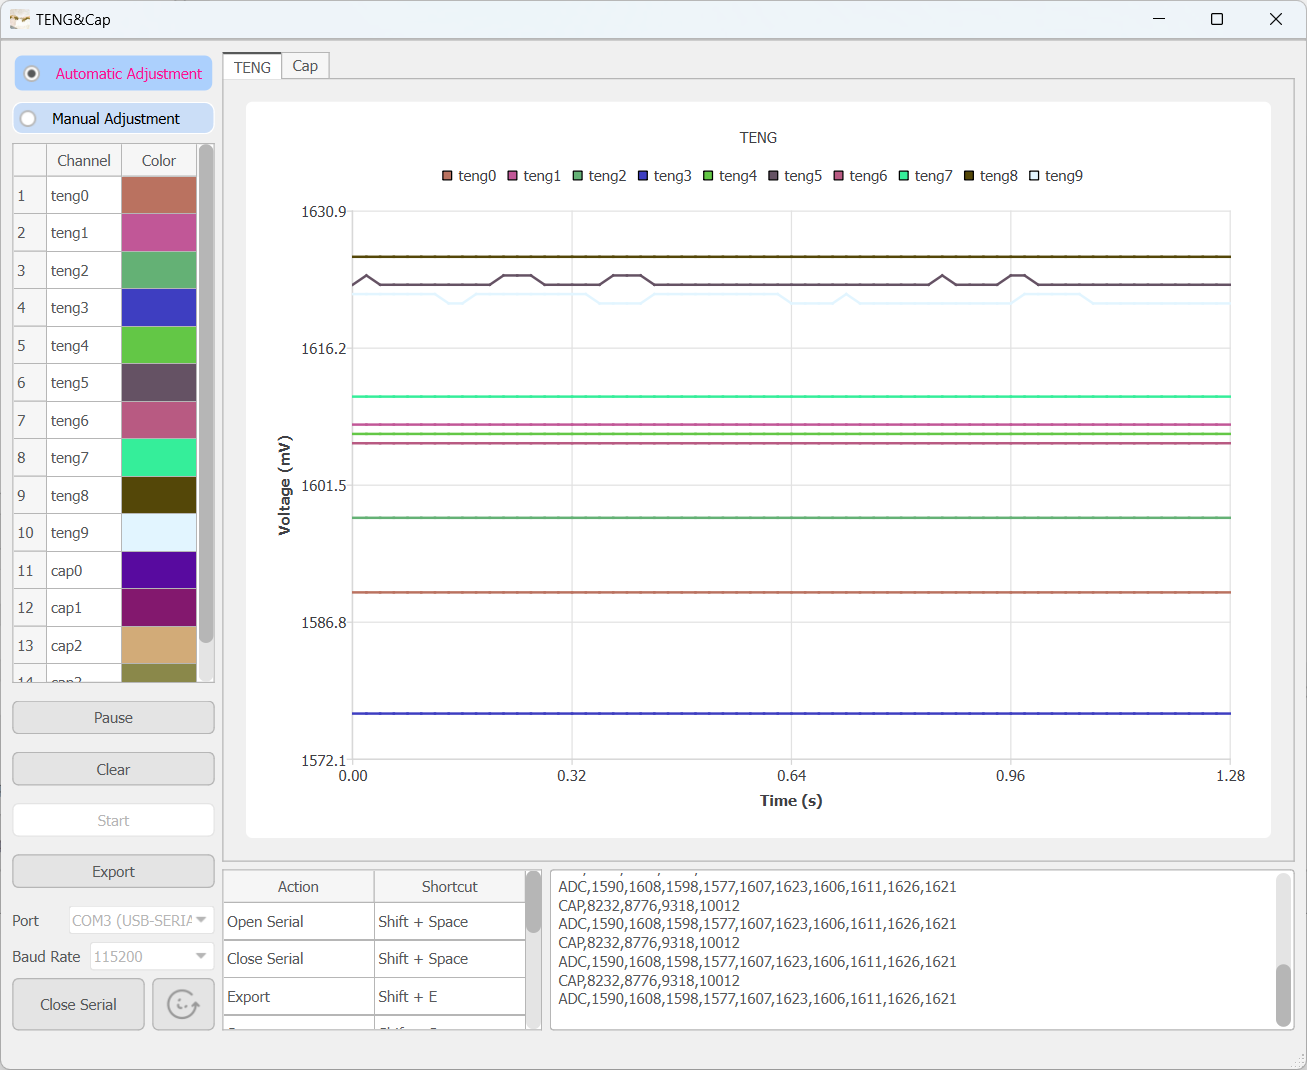 TENG&Cap
Automatic Adjustment
Manual Adjustment
Channel Color
1 teng0
2 teng1
3 teng2
4 teng3
5 teng4
6 teng5
7 teng6
8 teng7
9 teng8
10 teng9
11 cap0
12 cap1
13 cap2
Pause
Clear
Start
Export
Port COM3 (USB-SERIA
Baud Rate 115200
Close Serial
TENG Cap
TENG
teng0 teng1 teng2 teng3 teng4 teng5 teng6 teng7 teng8 teng9
1630.9
1616.2
1601.5
1586.8
1572.1
Voltage (mV)
0.00 0.32 0.64 0.96 1.28
Time (s)
Action Shortcut
Open Serial Shift + Space
Close Serial Shift + Space
Export Shift + E
ADC,1590,1608,1598,1577,1607,1623,1606,1611,1626,1621
CAP,8232,8776,9318,10012
ADC,1590,1608,1598,1577,1607,1623,1606,1611,1626,1621
CAP,8232,8776,9318,10012
ADC,1590,1608,1598,1577,1607,1623,1606,1611,1626,1621
CAP,8232,8776,9318,10012
ADC,1590,1608,1598,1577,1607,1623,1606,1611,1626,1621